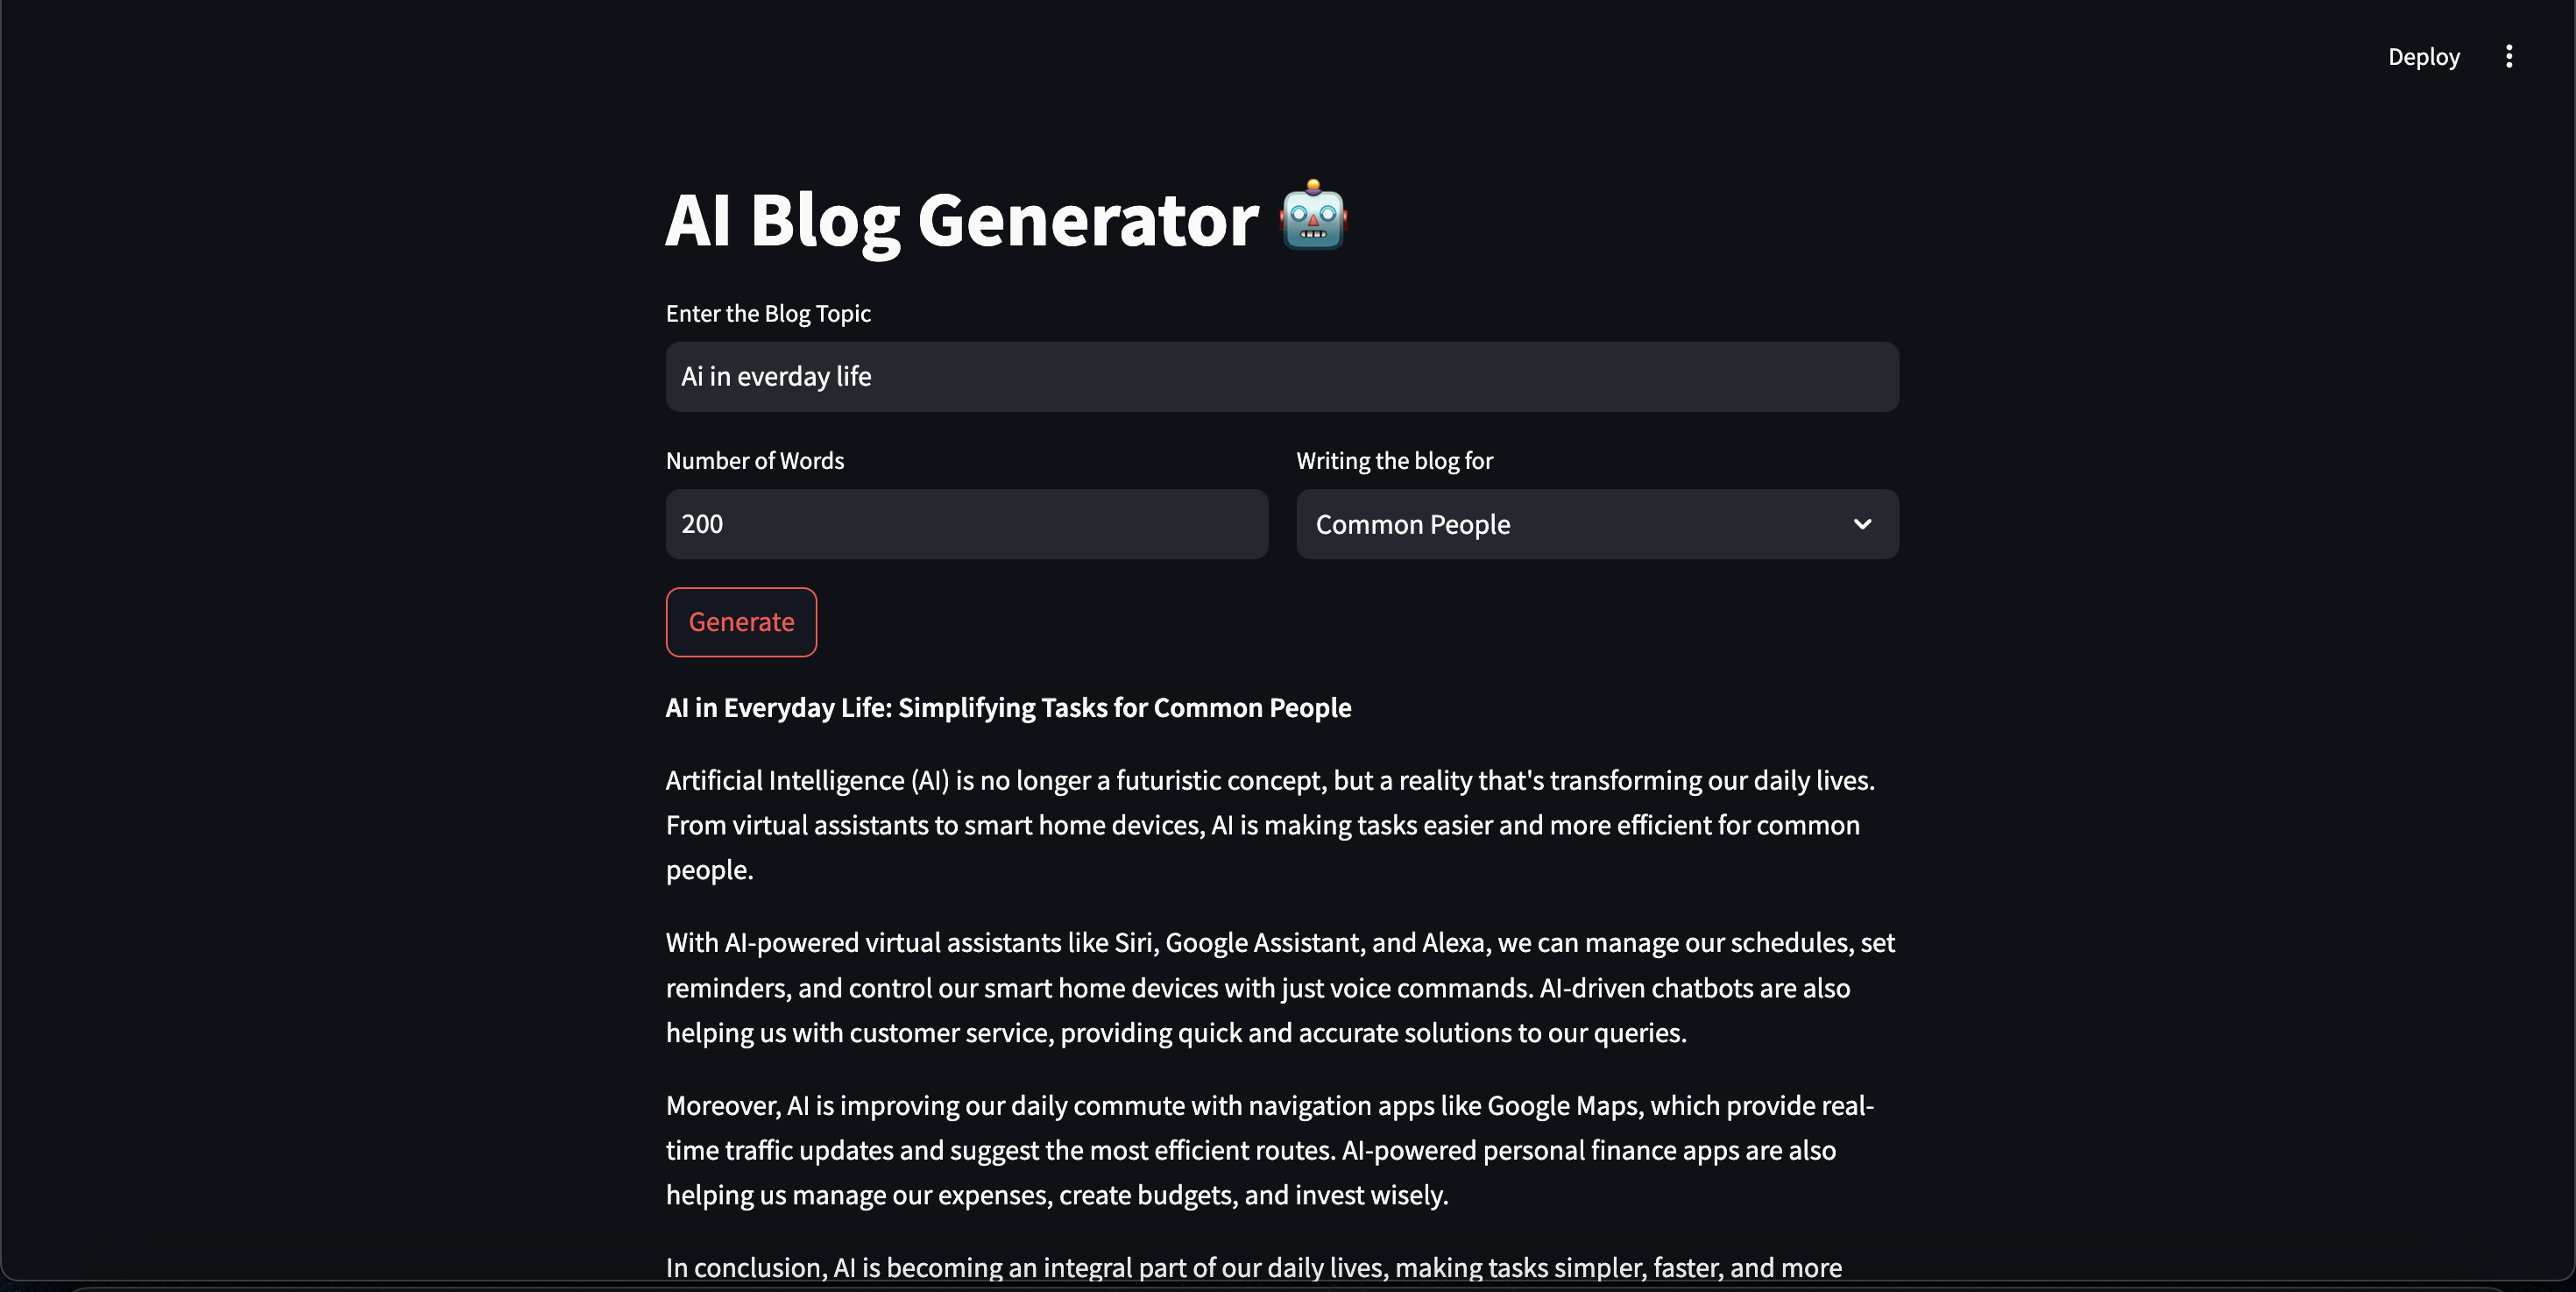 Deploy
AI Blog Generator 🤖
Enter the Blog Topic
Ai in everday life
Number of Words
Writing the blog for
200
Common People
Generate
AI in Everyday Life: Simplifying Tasks for Common People
Artificial Intelligence (AI) is no longer a futuristic concept, but a reality that's transforming our daily lives.
From virtual assistants to smart home devices, AI is making tasks easier and more efficient for common
people.
With AI-powered virtual assistants like Siri, Google Assistant, and Alexa, we can manage our schedules, set
reminders, and control our smart home devices with just voice commands. AI-driven chatbots are also
helping us with customer service, providing quick and accurate solutions to our queries.
Moreover, AI is improving our daily commute with navigation apps like Google Maps, which provide real-
time traffic updates and suggest the most efficient routes. AI-powered personal finance apps are also
helping us manage our expenses, create budgets, and invest wisely.
In conclusion, AI is becoming an integral part of our daily lives, making tasks simpler, faster, and more